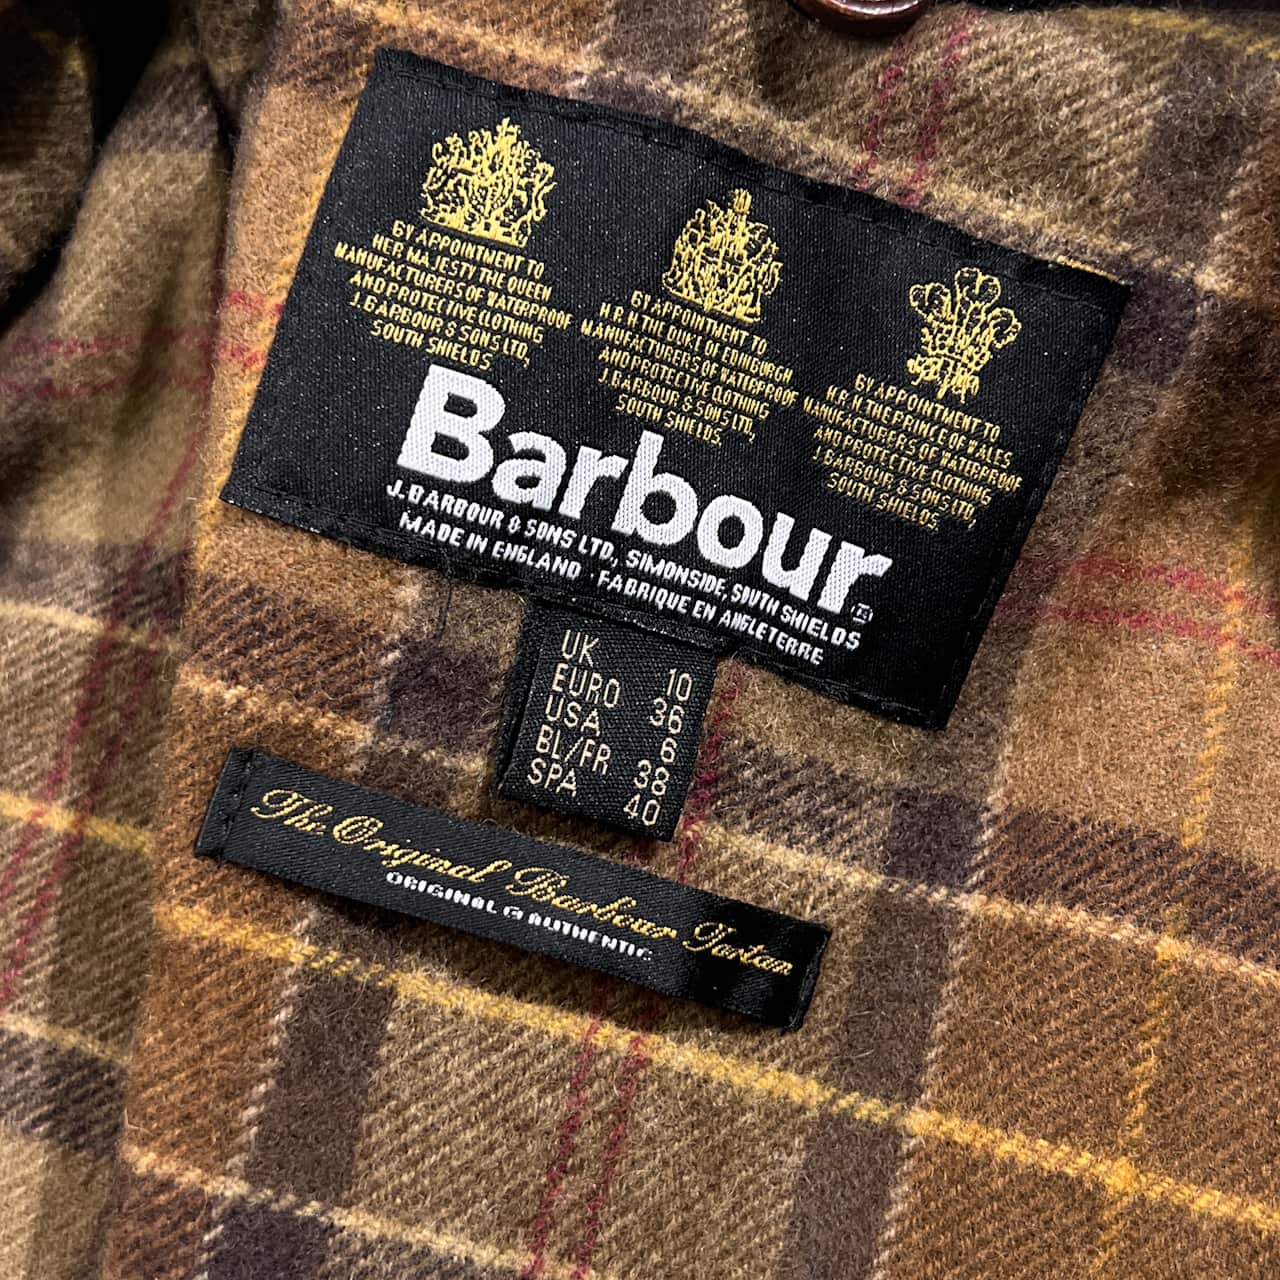 BY APPOINTMENT TO
HER MAJESTY THE QUEEN
MANUFACTURERS OF WATERPROOF
AND PROTECTIVE CLOTHING
J.BARBOUR & SONS LTD,
SOUTH SHIELDS.
BY APPOINTMENT TO
H.R.H. THE DUKE OF EDINBURGH
MANUFACTURERS OF WATERPROOF
AND PROTECTIVE CLOTHING
J.BARBOUR & SONS LTD,
SOUTH SHIELDS.
BY APPOINTMENT TO
H.R.H. THE PRINCE OF WALES
MANUFACTURERS OF WATERPROOF
AND PROTECTIVE CLOTHING
J.BARBOUR & SONS LTD,
SOUTH SHIELDS.
Barbour®
J.BARBOUR & SONS LTD, SIMONSIDE, SOUTH SHIELDS
MADE IN ENGLAND · FABRIQUE EN ANGLETERRE
UK 10
EURO 36
USA 6
BL/FR 38
SPA 40
The Original Barbour Tartan
ORIGINAL & AUTHENTIC